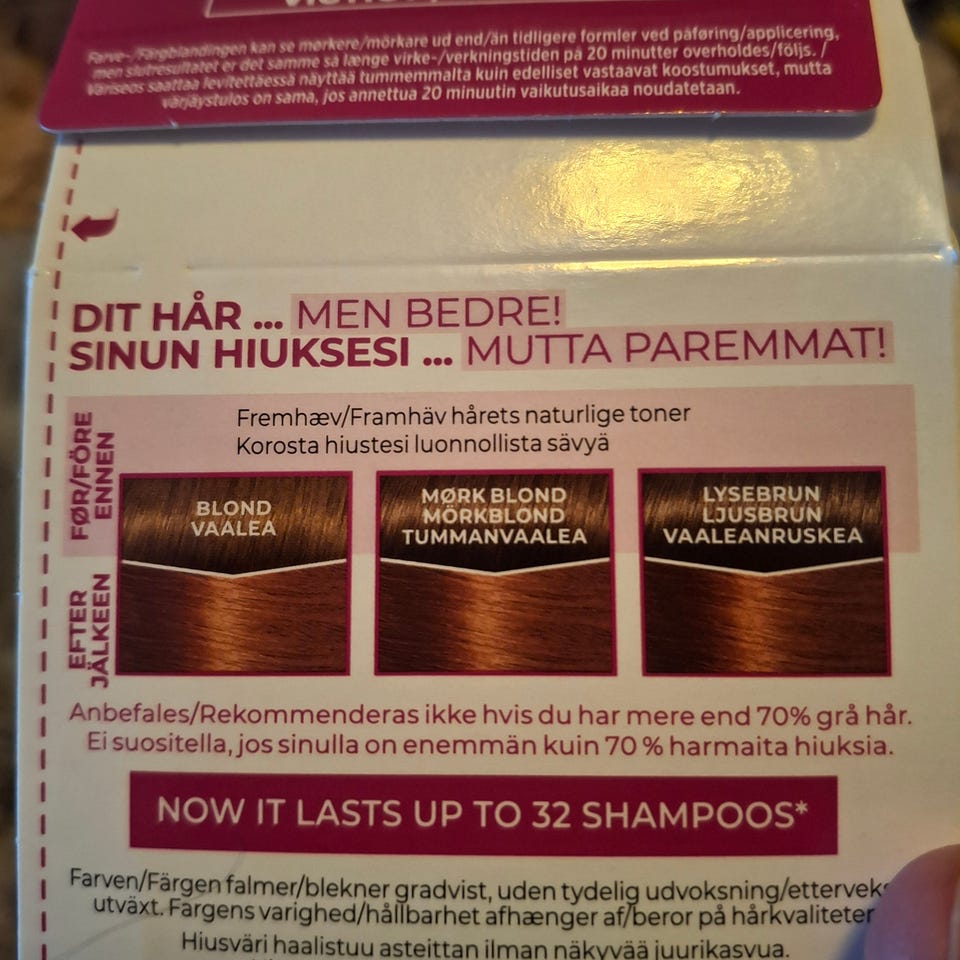 Farve-/Färgblandingen kan se mørkere/mörkare ud end/än tidligere formler ved påføring/applicering,
men slutresultatet er det samme så længe virke-/verkningstiden på 20 minutter overholdes/följs. /
Väriseos saattaa levitettäessä näyttää tummemmalta kuin edelliset vastaavat koostumukset, mutta
värjäystulos on sama, jos annettua 20 minuutin vaikutusaikaa noudatetaan.
DIT HÅR ... MEN BEDRE!
SINUN HIUKSESI ... MUTTA PAREMMAT!
FØR/FÖRE
ENNEN
Fremhæv/Framhäv hårets naturlige toner
Korosta hiustesi luonnollista sävyä
BLOND
VAALEA
MØRK BLOND
MÖRKBLOND
TUMMANVAALEA
LYSEBRUN
LJUSBRUN
VAALEANRUSKEA
EFTER
JÄLKEEN
Anbefales/Rekommenderas ikke hvis du har mere end 70% grå hår.
Ei suositella, jos sinulla on enemmän kuin 70 % harmaita hiuksia.
NOW IT LASTS UP TO 32 SHAMPOOS*
Farven/Färgen falmer/blekner gradvist, uden tydelig udvoksning/
utväxt. Färgens varighed/hållbarhet afhænger af/beror på hårkvaliteten
Hiusväri haalistuu asteittain ilman näkyvää juurikasvua.